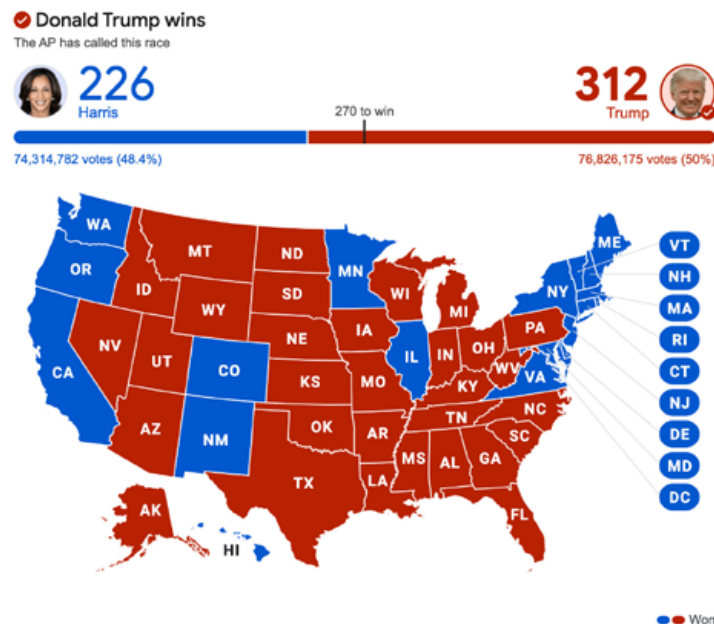 Donald Trump wins
The AP has called this race
226
Harris
270 to win
312
Trump
74,314,782 votes (48.4%)
76,826,175 votes (50%)
WA
ME
VT
MT
ND
MN
OR
NH
ID
SD
WI
NY
MA
WY
MI
RI
IA
PA
NE
NV
UT
IL
IN
OH
CT
CA
CO
WV
VA
KS
MO
KY
NJ
NC
TN
DE
AZ
NM
OK
AR
SC
MD
MS
AL
GA
TX
LA
DC
AK
FL
HI
Won